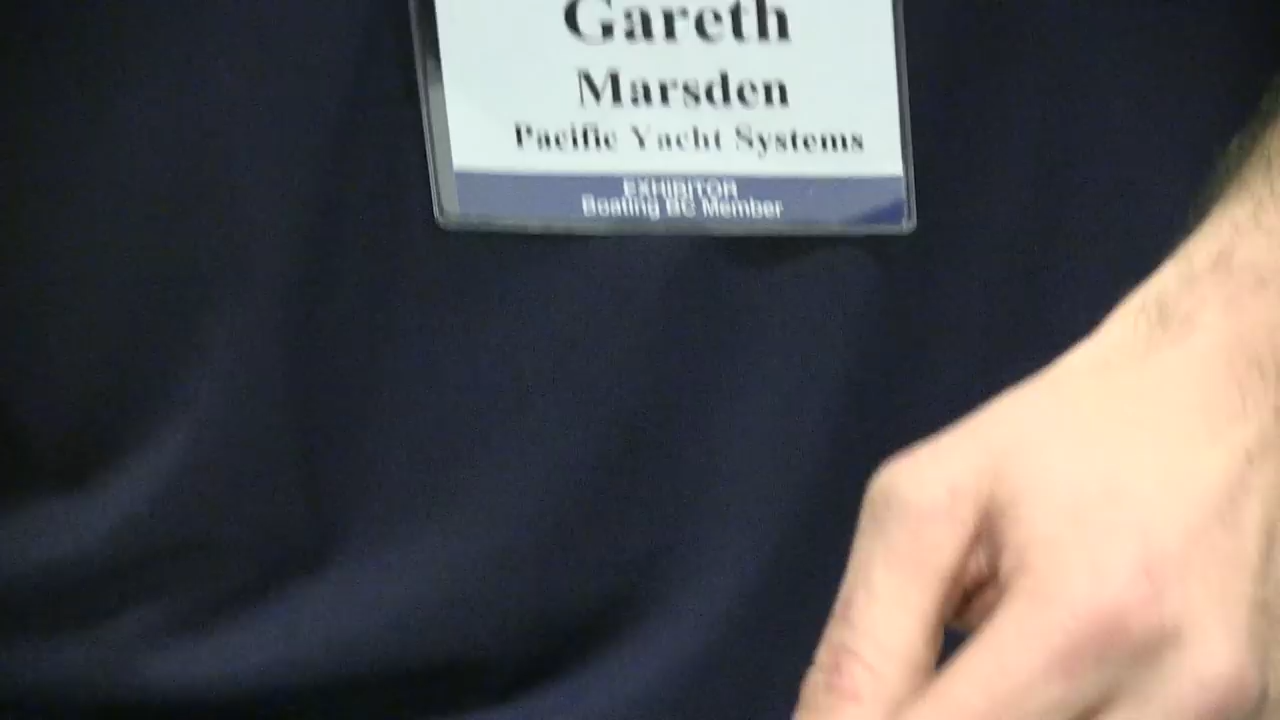 Gareth
Marsden
Pacific Yacht Systems
EXHIBITOR
Boating BC Member